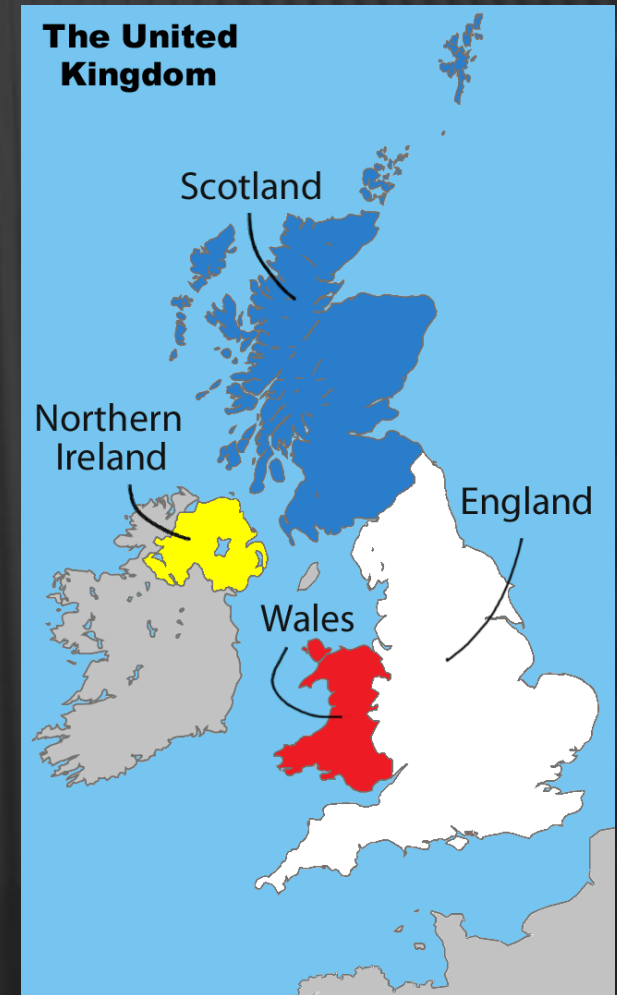 The United
Kingdom
Scotland
Northern
Ireland
England
Wales